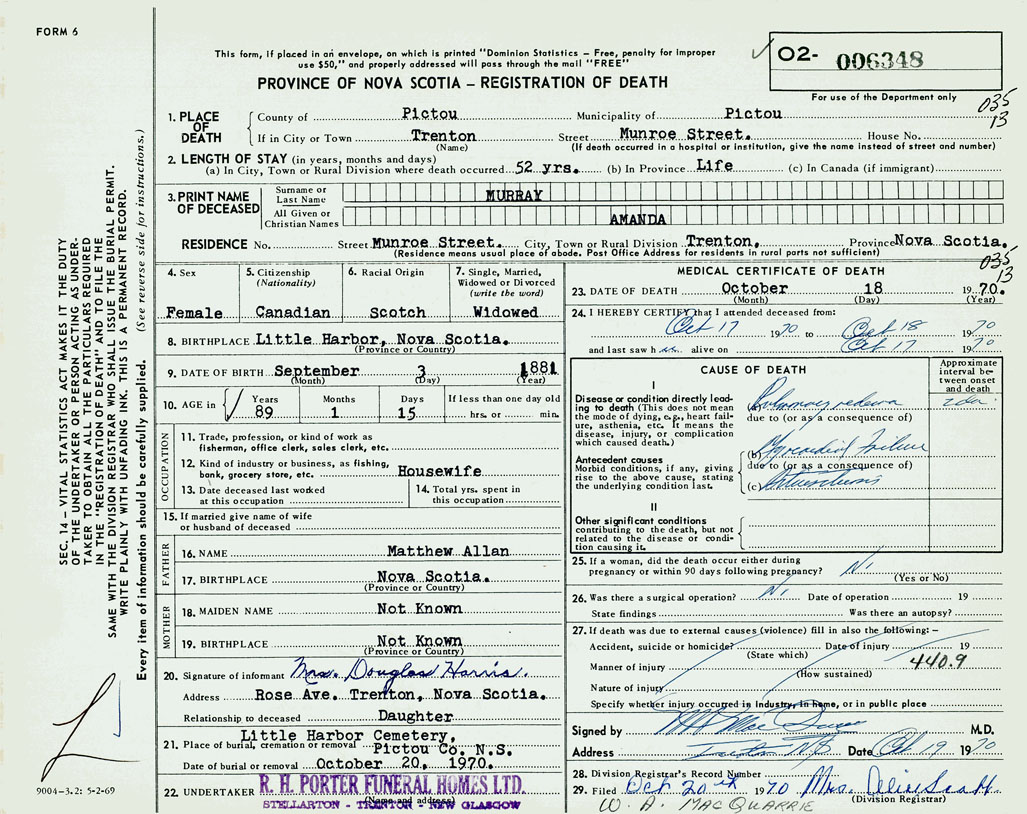 FORM 6
This form, if placed in an envelope, on which is printed "Dominion Statistics – Free, penalty for improper
use $50," and properly addressed will pass through the mail "FREE"
PROVINCE OF NOVA SCOTIA – REGISTRATION OF DEATH
02- 006348
For use of the Department only
035
13
1. PLACE OF DEATH
County of Pictou Municipality of Pictou
If in City or Town Trenton Street Munroe Street. House No.
(Name) (If death occurred in a hospital or institution, give the name instead of street and number)
2. LENGTH OF STAY (in years, months and days)
(a) In City, Town or Rural Division where death occurred 52 yrs. (b) In Province Life (c) In Canada (if immigrant)
3. PRINT NAME OF DECEASED
Surname or Last Name MURRAY
All Given or Christian Names AMANDA
RESIDENCE No. Street Munroe Street. City, Town or Rural Division Trenton, Province Nova Scotia.
(Residence means usual place of abode. Post Office Address for residents in rural parts not sufficient)
035
13
4. Sex
Female
5. Citizenship
(Nationality)
Canadian
6. Racial Origin
Scotch
7. Single, Married,
Widowed or Divorced
(write the word)
Widowed
8. BIRTHPLACE Little Harbor, Nova Scotia.
(Province or Country)
9. DATE OF BIRTH September 3 1881
(Month) (Day) (Year)
10. AGE in Years Months Days If less than one day old
89 1 15 hrs. or min.
OCCUPATION
11. Trade, profession, or kind of work as
fisherman, office clerk, sales clerk, etc.
12. Kind of industry or business, as fishing,
bank, grocery store, etc. Housewife
13. Date deceased last worked
at this occupation
14. Total yrs. spent in
this occupation
15. If married give name of wife
or husband of deceased
FATHER
16. NAME Matthew Allan
17. BIRTHPLACE Nova Scotia.
(Province or Country)
MOTHER
18. MAIDEN NAME Not Known
19. BIRTHPLACE Not Known
(Province or Country)
20. Signature of informant Mrs. Douglas Harris
Address Rose Ave. Trenton, Nova Scotia.
Relationship to deceased Daughter
Little Harbor Cemetery,
21. Place of burial, cremation or removal Pictou Co. N.S.
Date of burial or removal October 20, 1970.
22. UNDERTAKER R. H. PORTER FUNERAL HOMES LTD.
(Name and address)
STELLARTON - TRENTON - NEW GLASGOW
MEDICAL CERTIFICATE OF DEATH
23. DATE OF DEATH October 18 1970.
(Month) (Day) (Year)
24. I HEREBY CERTIFY that I attended deceased from:
Oct 17 1970 to Oct 18 1970
and last saw h er alive on Oct 17 1970
CAUSE OF DEATH
Approximate
interval be-
tween onset
and death
I
Disease or condition directly lead-
ing to death (This does not mean
the mode of dying, e.g., heart fail-
ure, asthenia, etc. It means the
disease, injury, or complication
which caused death.)
(a) Pulmonary edema
due to (or as a consequence of)
Antecedent causes
Morbid conditions, if any, giving
rise to the above cause, stating
the underlying condition last.
(b) Myocardial Failure
due to (or as a consequence of)
(c)
II
Other significant conditions
contributing to the death, but not
related to the disease or condi-
tion causing it.
25. If a woman, did the death occur either during
pregnancy or within 90 days following pregnancy? No
(Yes or No)
26. Was there a surgical operation? No Date of operation 19
State findings Was there an autopsy?
27. If death was due to external causes (violence) fill in also the following: –
Accident, suicide or homicide? Date of injury 19
(State which)
440.9
Manner of injury
(How sustained)
Nature of injury
Specify whether injury occurred in industry, in home, or in public place
Signed by M.D.
Address Trenton N.S. Date Oct 19 1970
28. Division Registrar's Record Number
29. Filed Oct 20th 1970 Mrs.
(Division Registrar)
W. A. MACQUARRIE
SEC. 14 – VITAL STATISTICS ACT MAKES IT THE DUTY
OF THE UNDERTAKER OR PERSON ACTING AS UNDER-
TAKER TO OBTAIN ALL THE PARTICULARS REQUIRED
IN THE "REGISTRATION OF DEATH" AND TO FILE THE
SAME WITH THE DIVISION REGISTRAR WHO SHALL ISSUE THE BURIAL PERMIT.
WRITE PLAINLY WITH UNFADING INK. THIS IS A PERMANENT RECORD.
Every item of information should be carefully supplied. (See reverse side for instructions.)
9004-3.2: 5-2-69